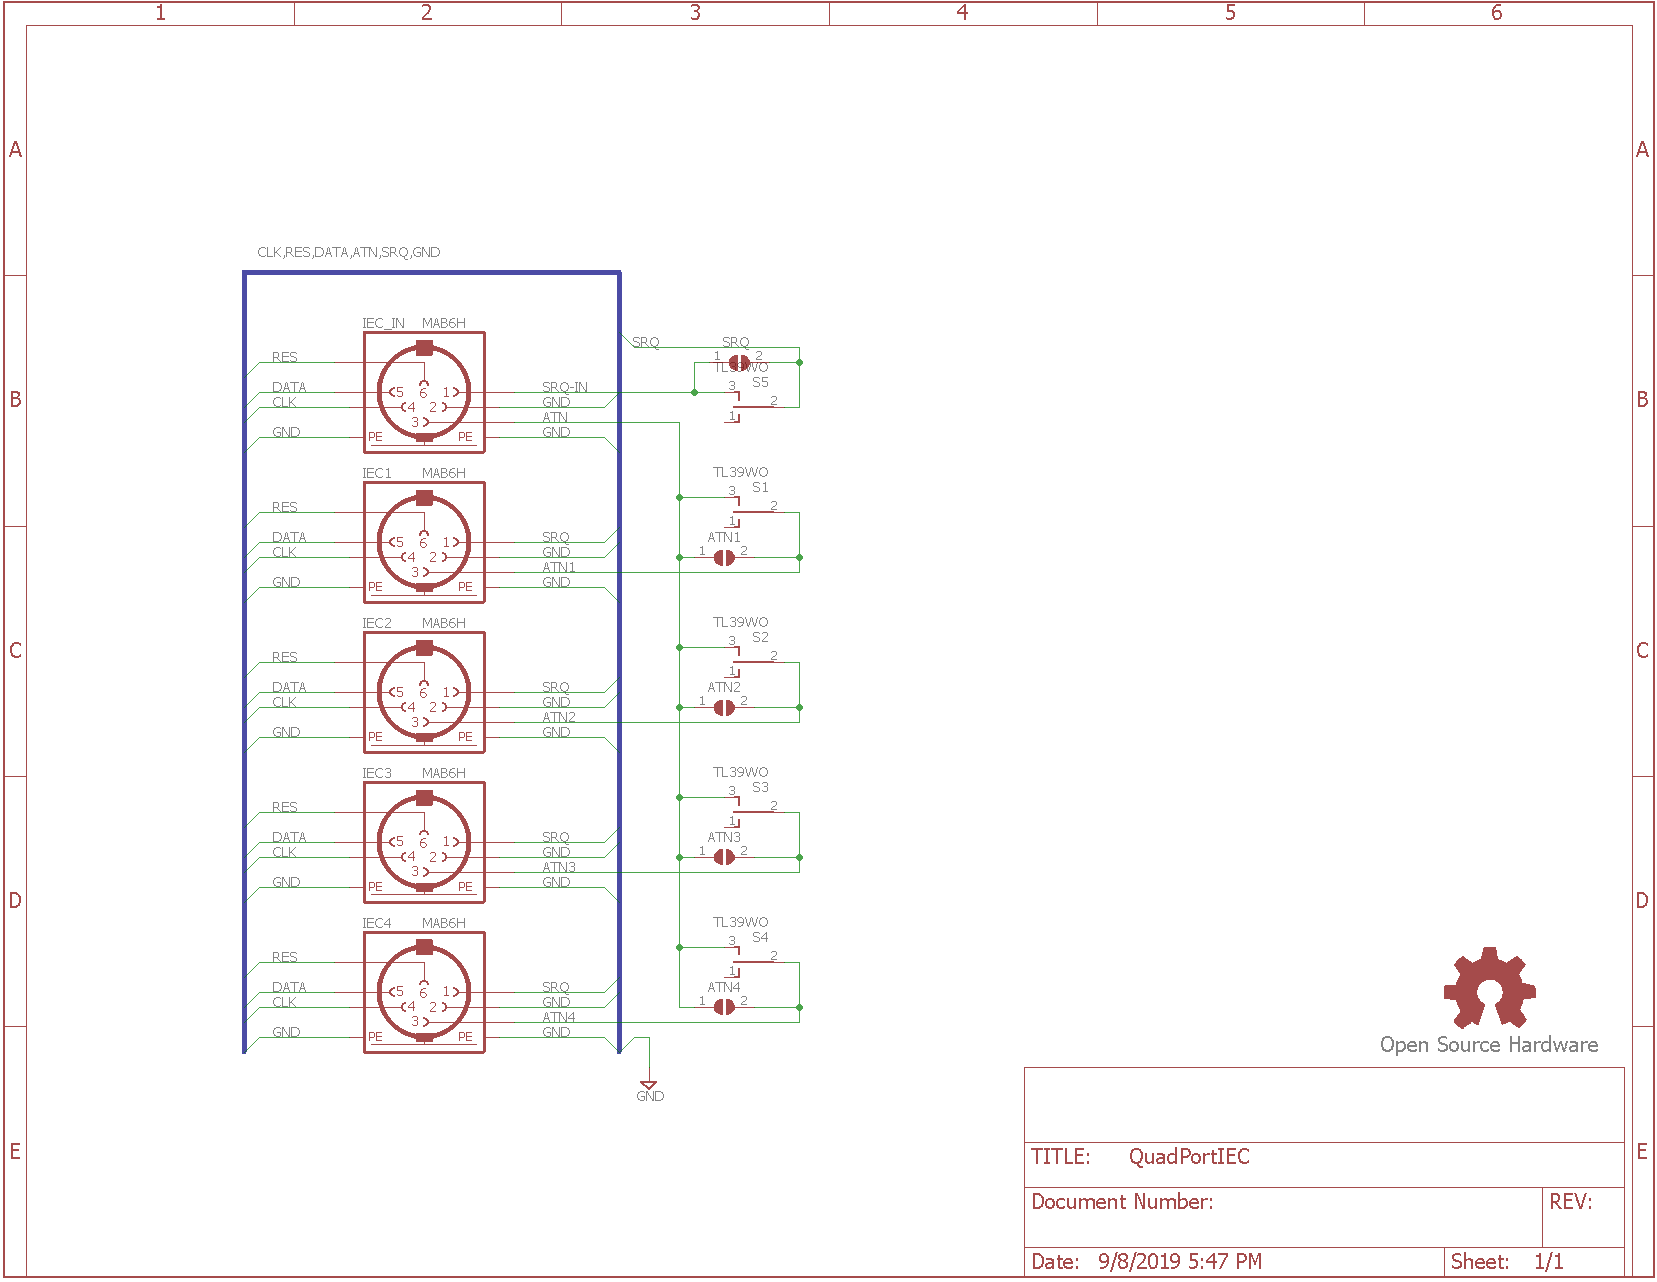 1 2 3 4 5 6
A A
CLK,RES,DATA,ATN,SRQ,GND
B B
IEC_IN MAB6H
RES
DATA
CLK
GND
5 6 1
4 2
3
PE PE
SRQ-IN
GND
ATN
GND
SRQ
SRQ
1 2
TL39WO
S5
3
2
1
IEC1 MAB6H
RES
DATA
CLK
GND
5 6 1
4 2
3
PE PE
SRQ
GND
ATN1
GND
TL39WO
S1
3
2
1
ATN1
1 2
C C
IEC2 MAB6H
RES
DATA
CLK
GND
5 6 1
4 2
3
PE PE
SRQ
GND
ATN2
GND
TL39WO
S2
3
2
1
ATN2
1 2
IEC3 MAB6H
RES
DATA
CLK
GND
5 6 1
4 2
3
PE PE
SRQ
GND
ATN3
GND
TL39WO
S3
3
2
1
ATN3
1 2
D D
IEC4 MAB6H
RES
DATA
CLK
GND
5 6 1
4 2
3
PE PE
SRQ
GND
ATN4
GND
TL39WO
S4
3
2
1
ATN4
1 2
GND
Open Source Hardware
E E
TITLE: QuadPortIEC
Document Number:
REV:
Date: 9/8/2019 5:47 PM
Sheet: 1/1